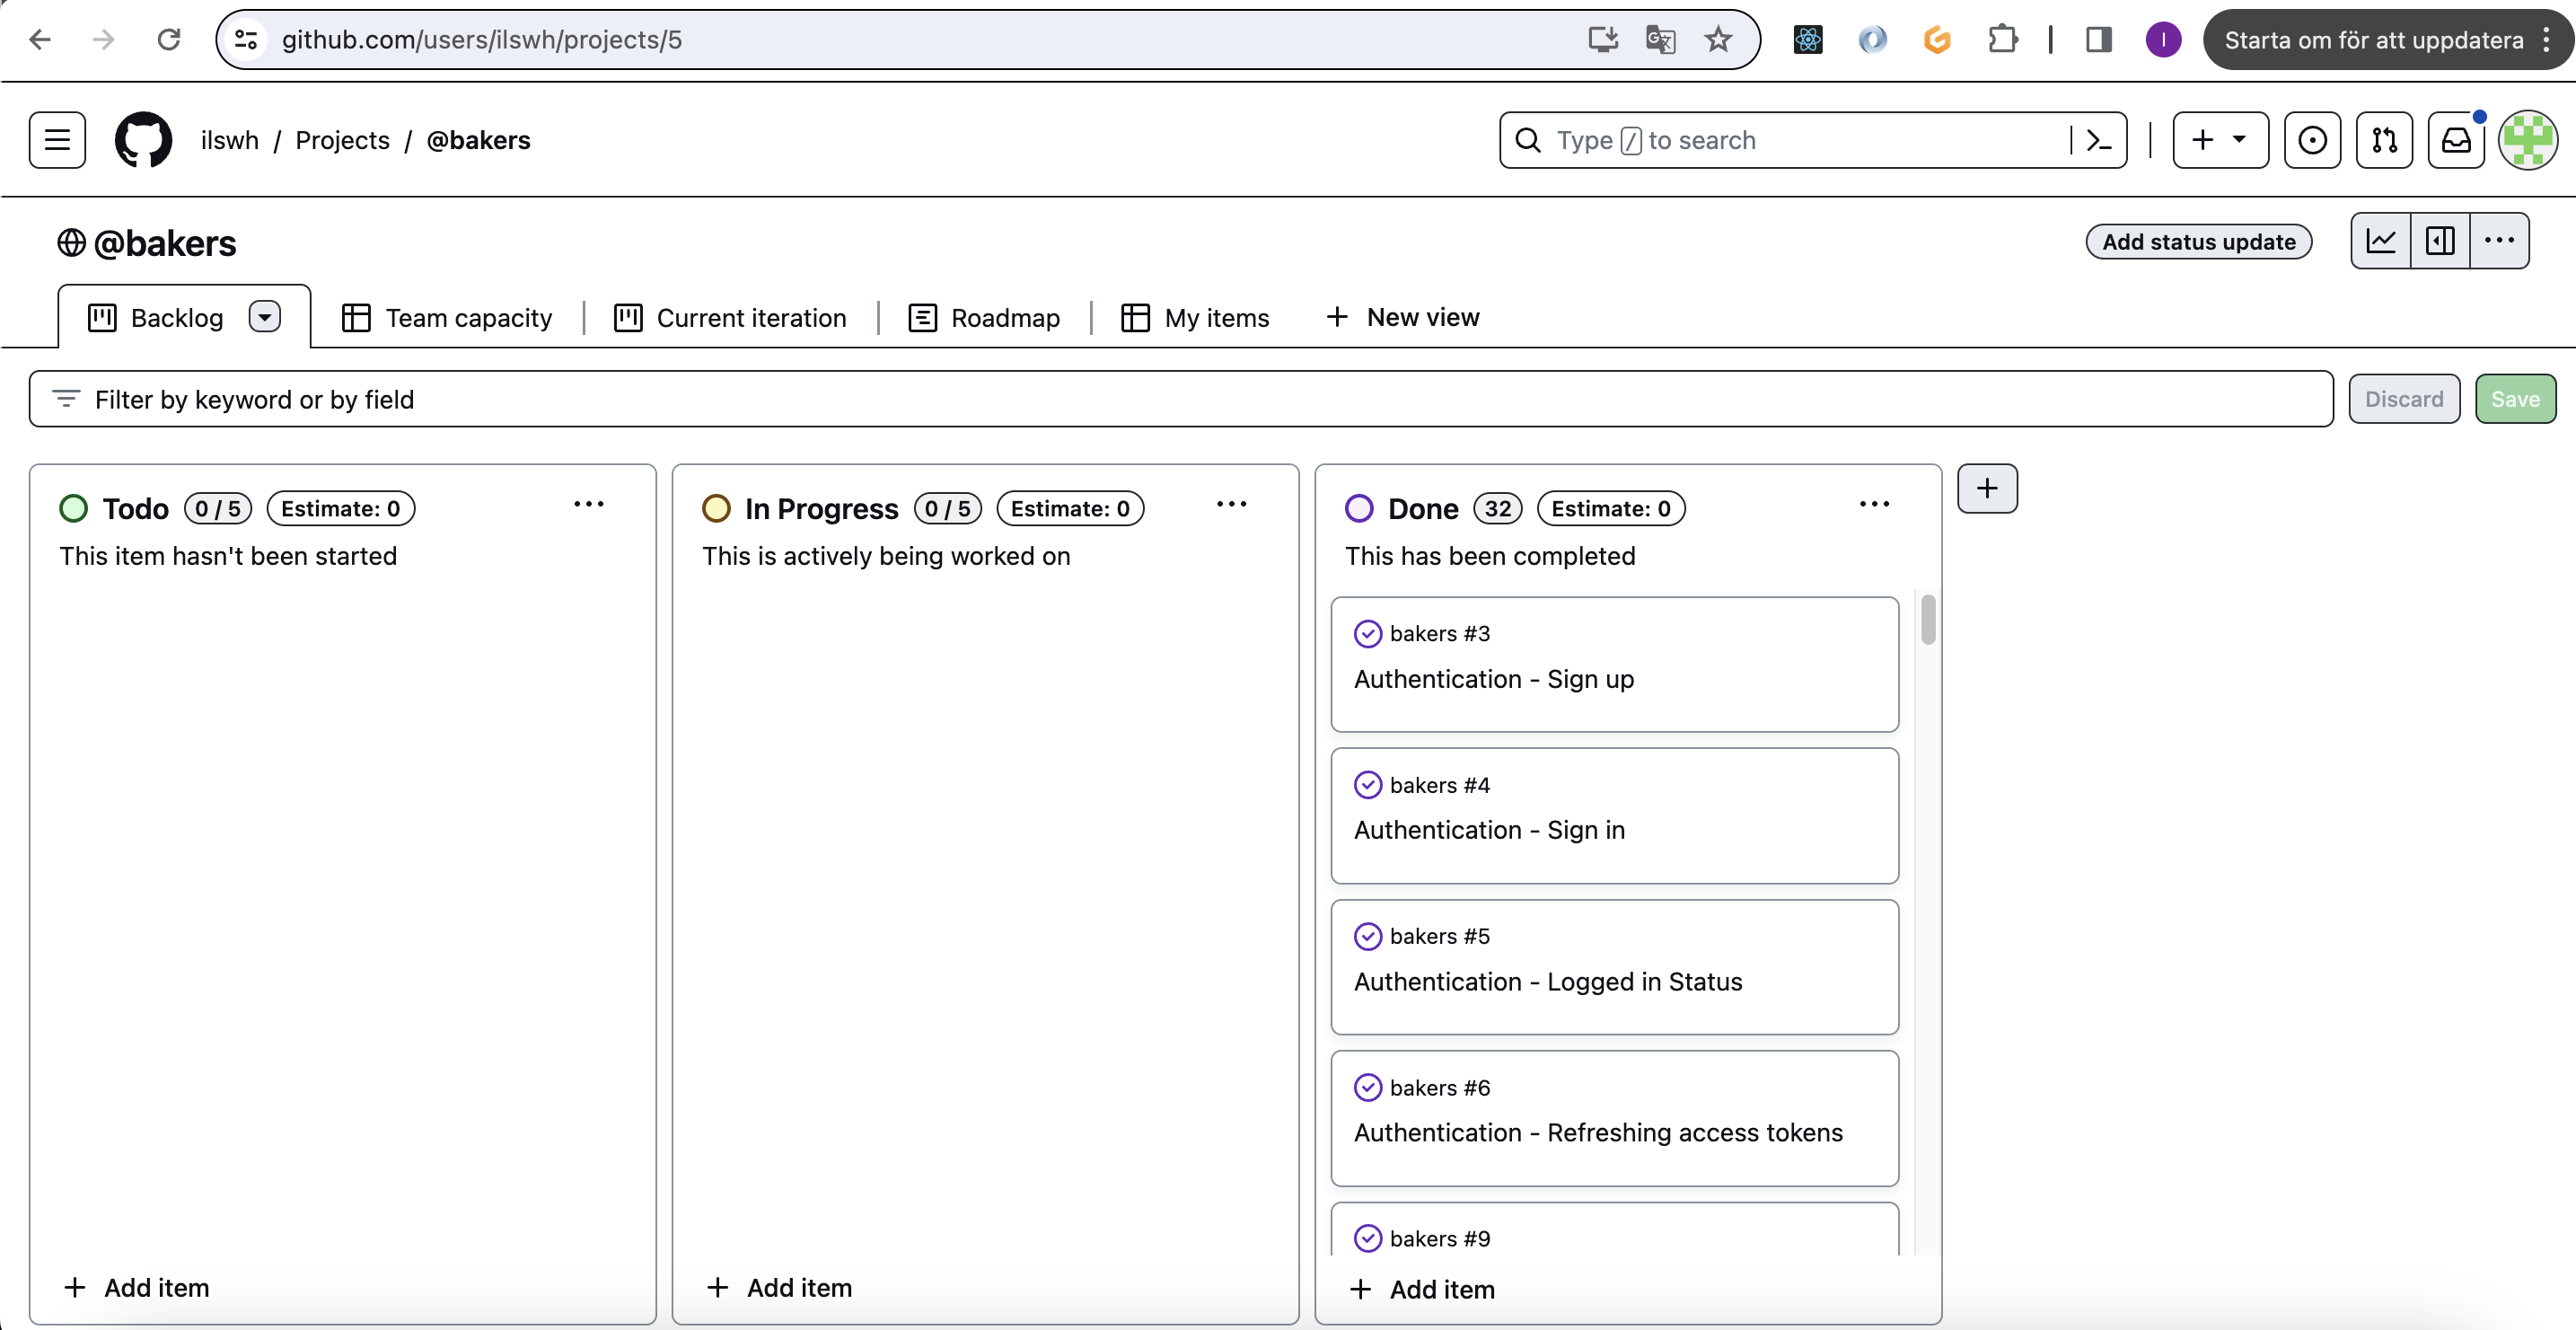 github.com/users/ilswh/projects/5
I
Starta om för att uppdatera
ilswh / Projects / @bakers
Type / to search
@bakers
Add status update
Backlog
Team capacity
Current iteration
Roadmap
My items
New view
Filter by keyword or by field
Discard
Save
Todo 0 / 5 Estimate: 0
This item hasn't been started
Add item
In Progress 0 / 5 Estimate: 0
This is actively being worked on
Add item
Done 32 Estimate: 0
This has been completed
bakers #3
Authentication - Sign up
bakers #4
Authentication - Sign in
bakers #5
Authentication - Logged in Status
bakers #6
Authentication - Refreshing access tokens
bakers #9
Add item